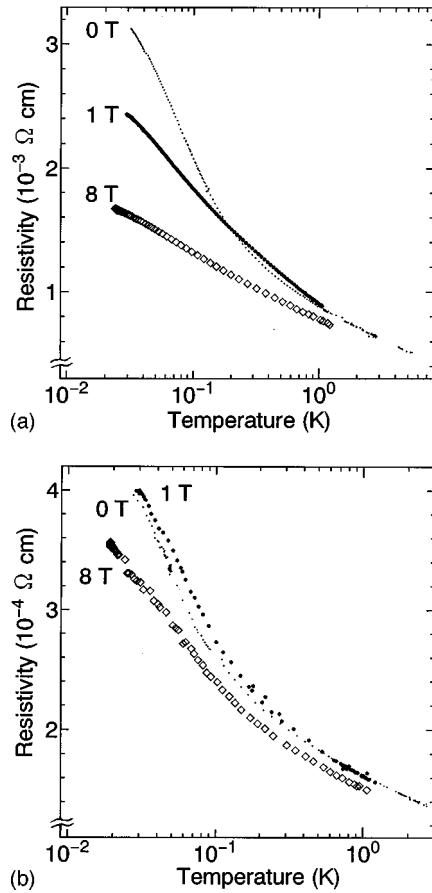 3
0 T
1 T
2
8 T
1
Resistivity (10⁻³ Ω cm)
10⁻² 10⁻¹ 10⁰
(a) Temperature (K)
4
1 T
0 T
8 T
3
2
Resistivity (10⁻⁴ Ω cm)
10⁻² 10⁻¹ 10⁰
(b) Temperature (K)